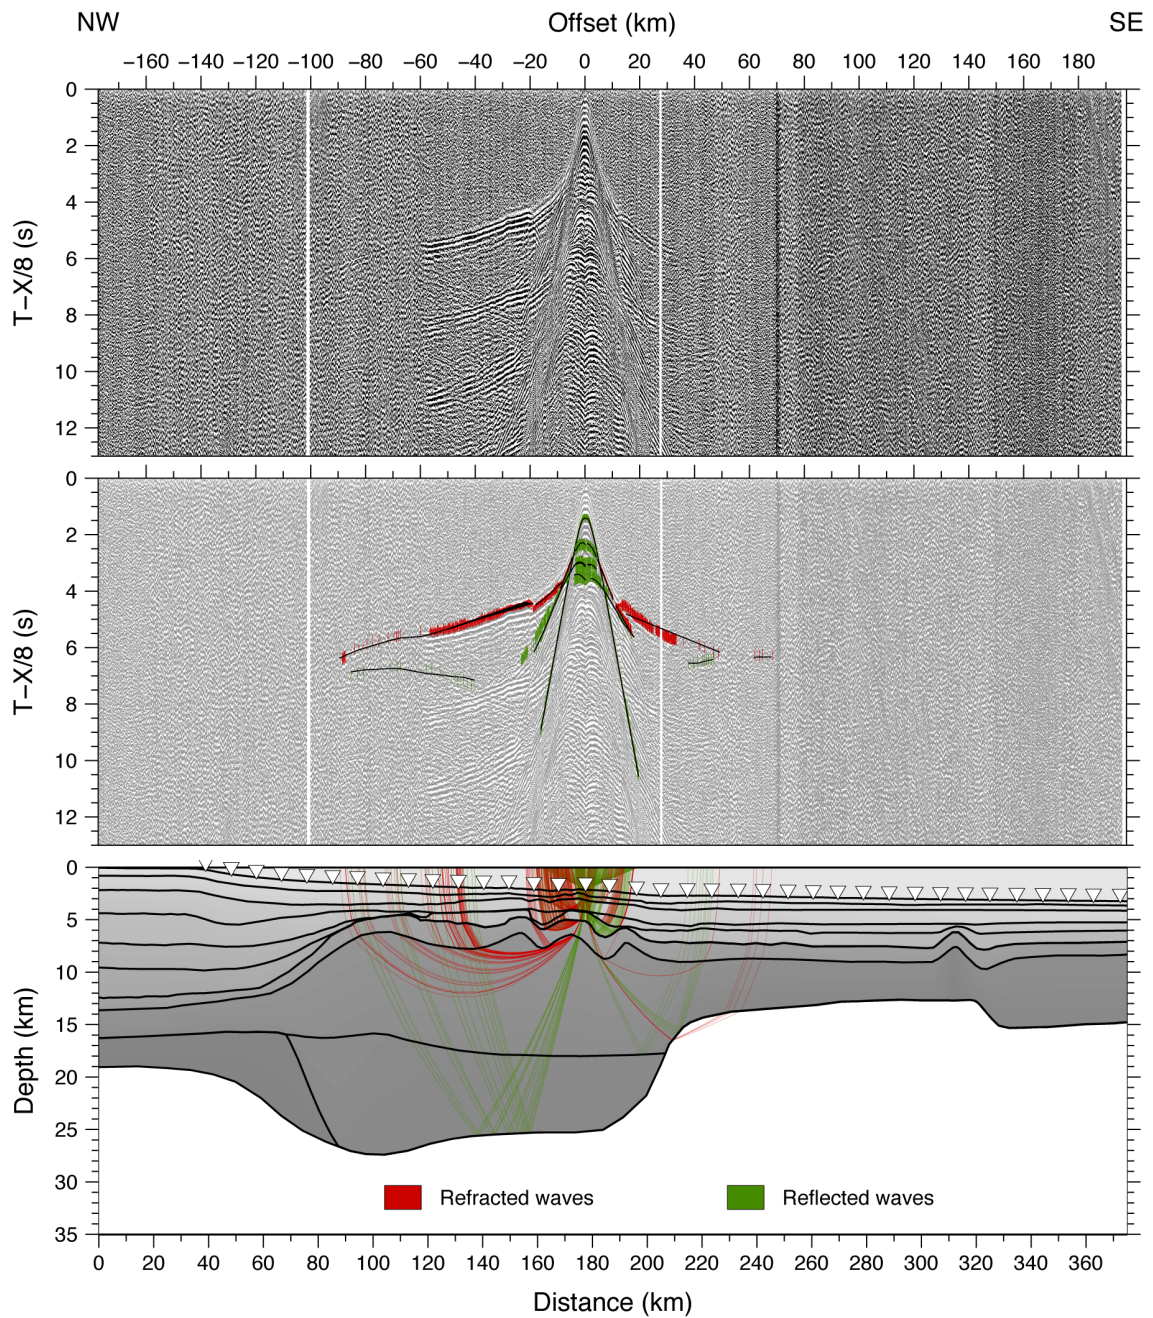 NW Offset (km) SE
−160 −140 −120 −100 −80 −60 −40 −20 0 20 40 60 80 100 120 140 160 180
0
2
4
6
8
10
12
T−X/8 (s)
0
2
4
6
8
10
12
T−X/8 (s)
0
5
10
15
20
25
30
35
Depth (km)
Refracted waves Reflected waves
0 20 40 60 80 100 120 140 160 180 200 220 240 260 280 300 320 340 360
Distance (km)